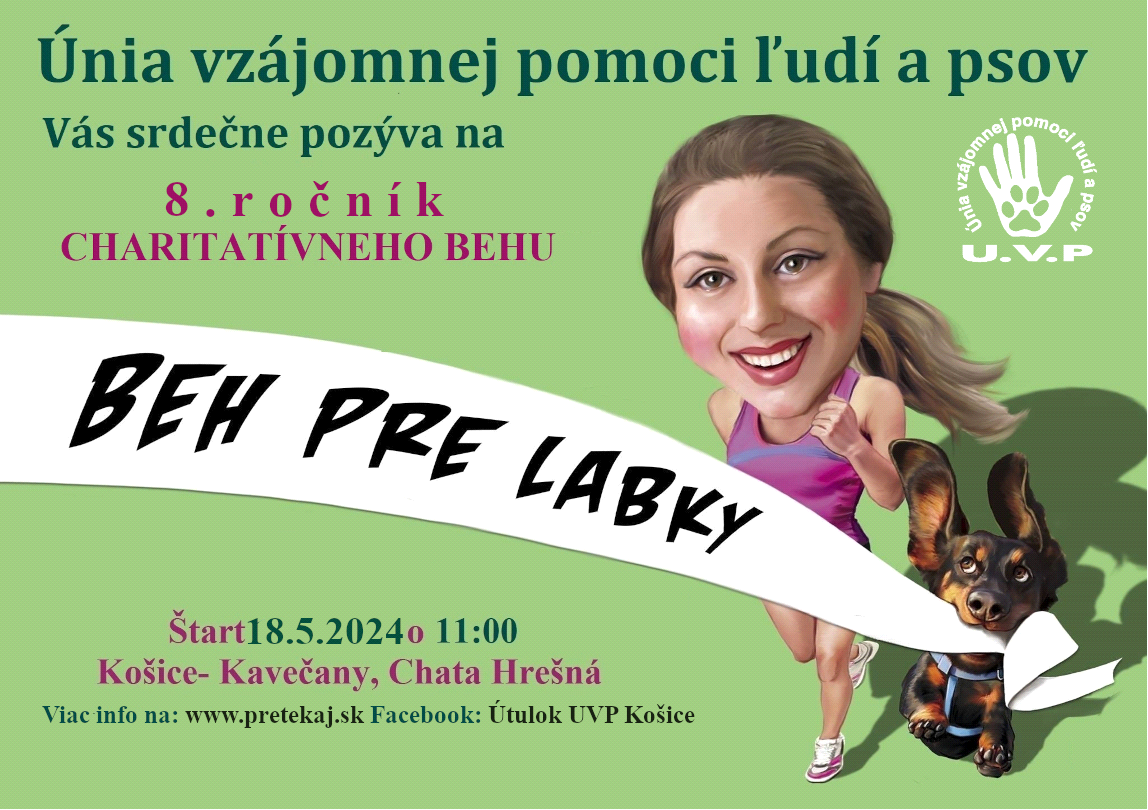 Únia vzájomnej pomoci ľudí a psov
Vás srdečne pozýva na
8. ročník
CHARITATÍVNEHO BEHU
Únia vzájomnej pomoci ľudí a psov
U.V.P
BEH PRE LABKY
Štart18.5.2024o 11:00
Košice- Kavečany, Chata Hrešná
Viac info na: www.pretekaj.sk Facebook: Útulok UVP Košice